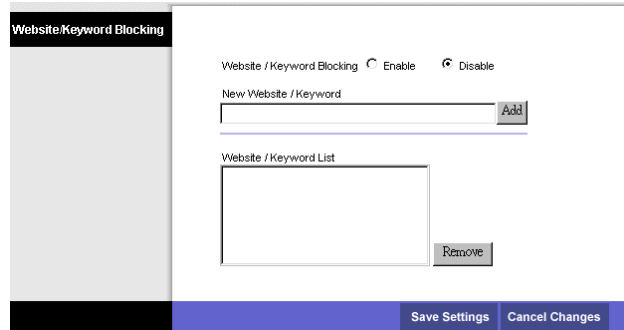 Website/Keyword Blocking
Website / Keyword Blocking Enable Disable
New Website / Keyword
Add
Website / Keyword List
Remove
Save Settings Cancel Changes